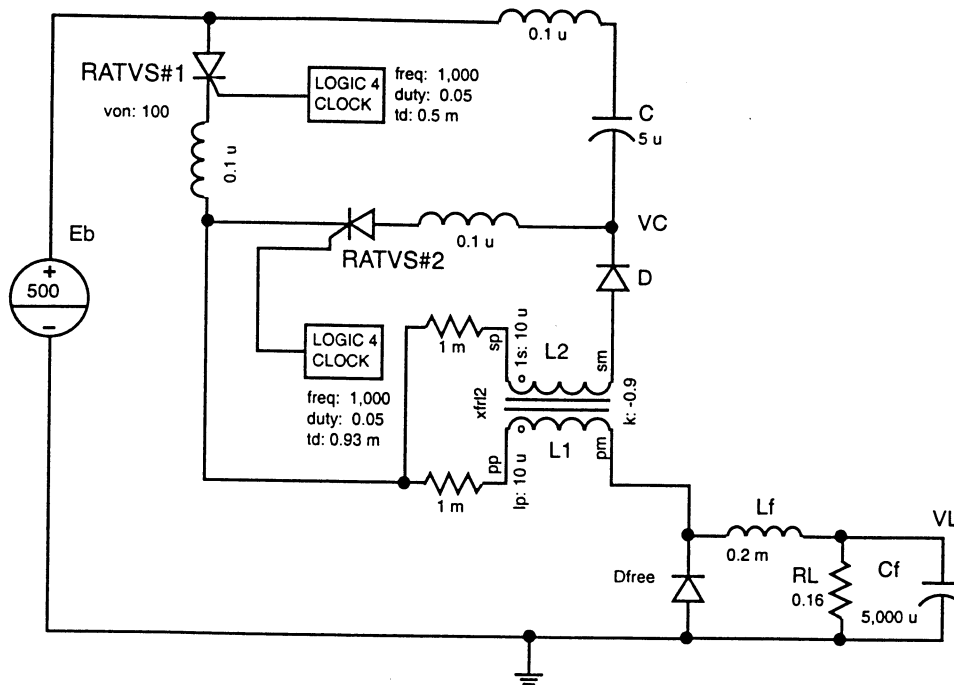 0.1 u
RATVS#1
LOGIC 4
CLOCK
freq: 1,000
duty: 0.05
td: 0.5 m
von: 100
C
5 u
0.1 u
Eb
+
500
−
0.1 u
VC
RATVS#2
D
LOGIC 4
CLOCK
freq: 1,000
duty: 0.05
td: 0.93 m
1 m
sp
1s: 10 u
L2
sm
xfrl2
k: -0.9
L1
pp
lp: 10 u
pm
1 m
Lf
0.2 m
VL
Dfree
RL
0.16
Cf
5,000 u